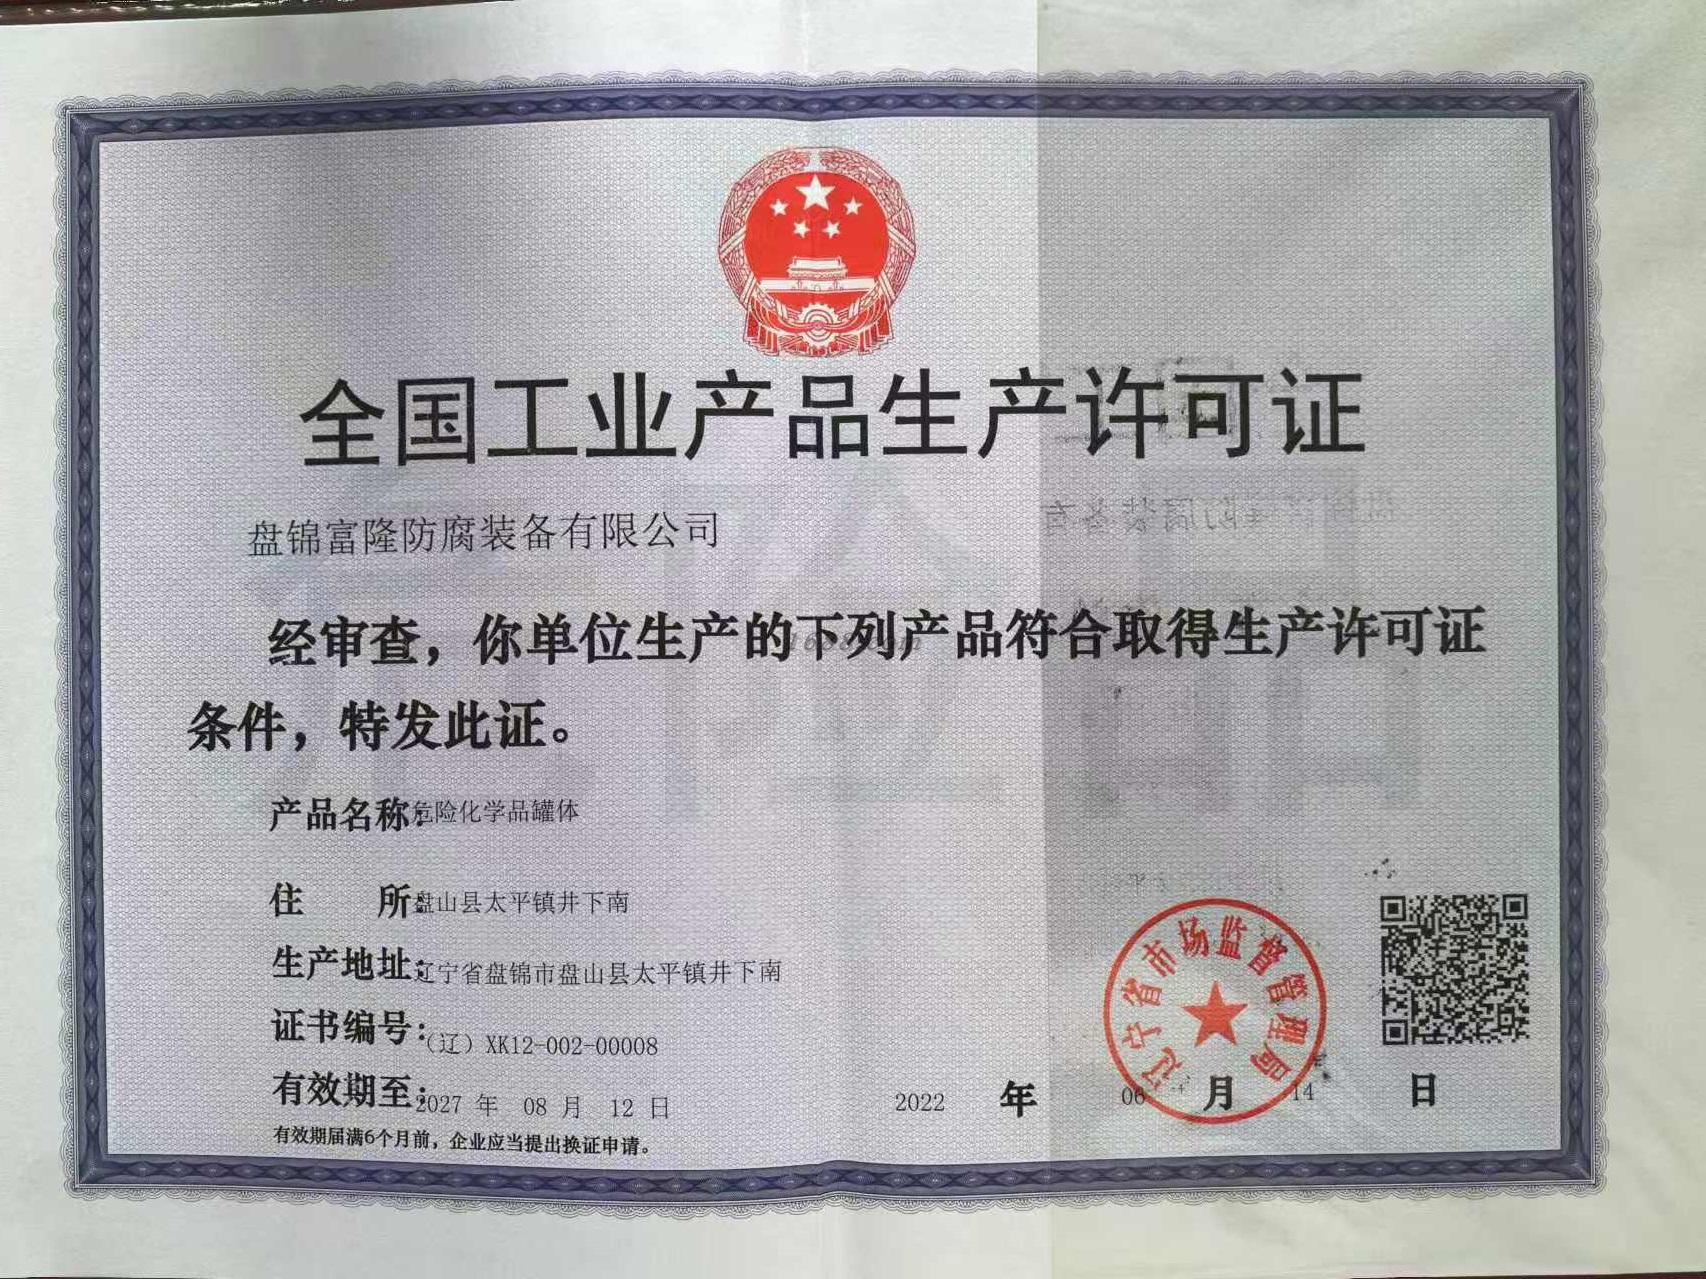 全国工业产品生产许可证
盘锦富隆防腐装备有限公司
经审查，你单位生产的下列产品符合取得生产许可证
条件，特发此证。
产品名称：危险化学品罐体
住　　所：盘山县太平镇井下南
生产地址：辽宁省盘锦市盘山县太平镇井下南
证书编号：（辽）XK12-002-00008
有效期至：2027 年 08 月 12 日
有效期届满6个月前，企业应当提出换证申请。
辽宁省市场监督管理局
2022 年 06 月 14 日